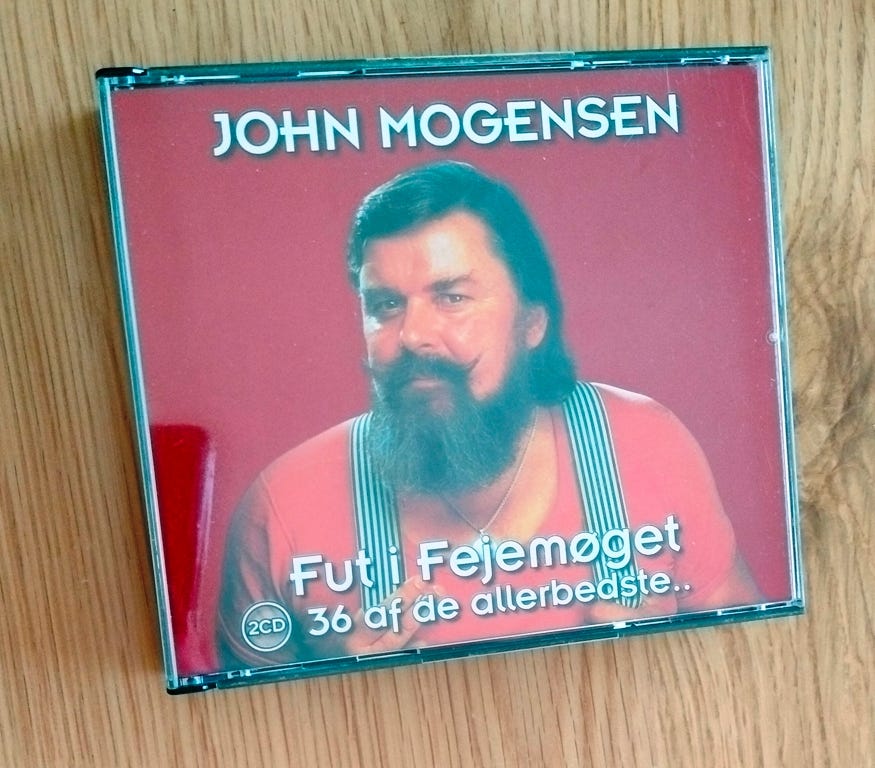 JOHN MOGENSEN
Fut i Fejemøget
36 af de allerbedste..
2CD